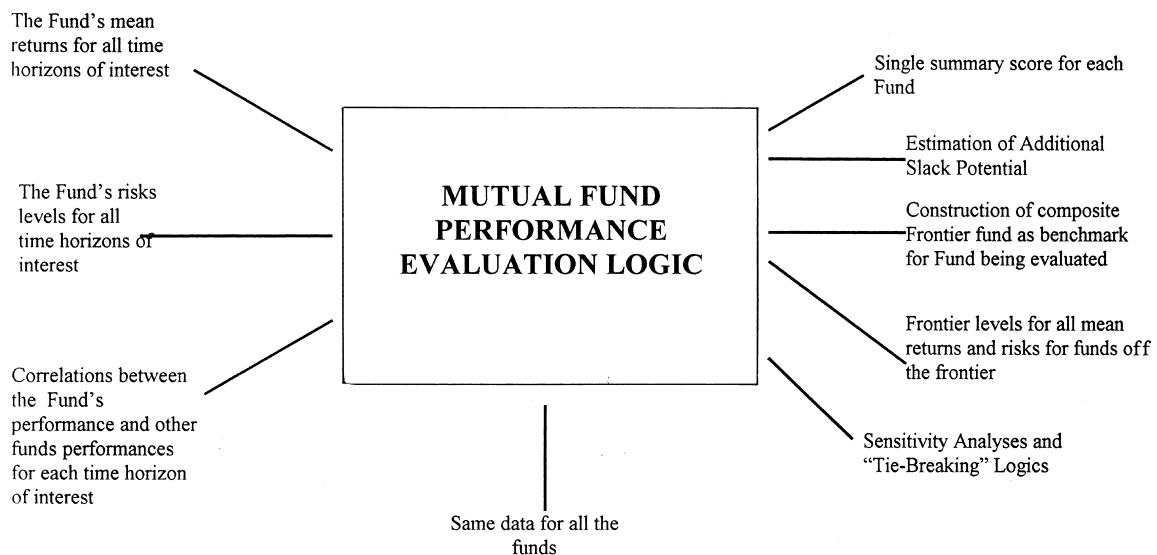 The Fund's mean
returns for all time
horizons of interest
The Fund's risks
levels for all
time horizons of
interest
Correlations between
the Fund's
performance and other
funds performances
for each time horizon
of interest
MUTUAL FUND
PERFORMANCE
EVALUATION LOGIC
Same data for all the
funds
Single summary score for each
Fund
Estimation of Additional
Slack Potential
Construction of composite
Frontier fund as benchmark
for Fund being evaluated
Frontier levels for all mean
returns and risks for funds off
the frontier
Sensitivity Analyses and
“Tie-Breaking” Logics